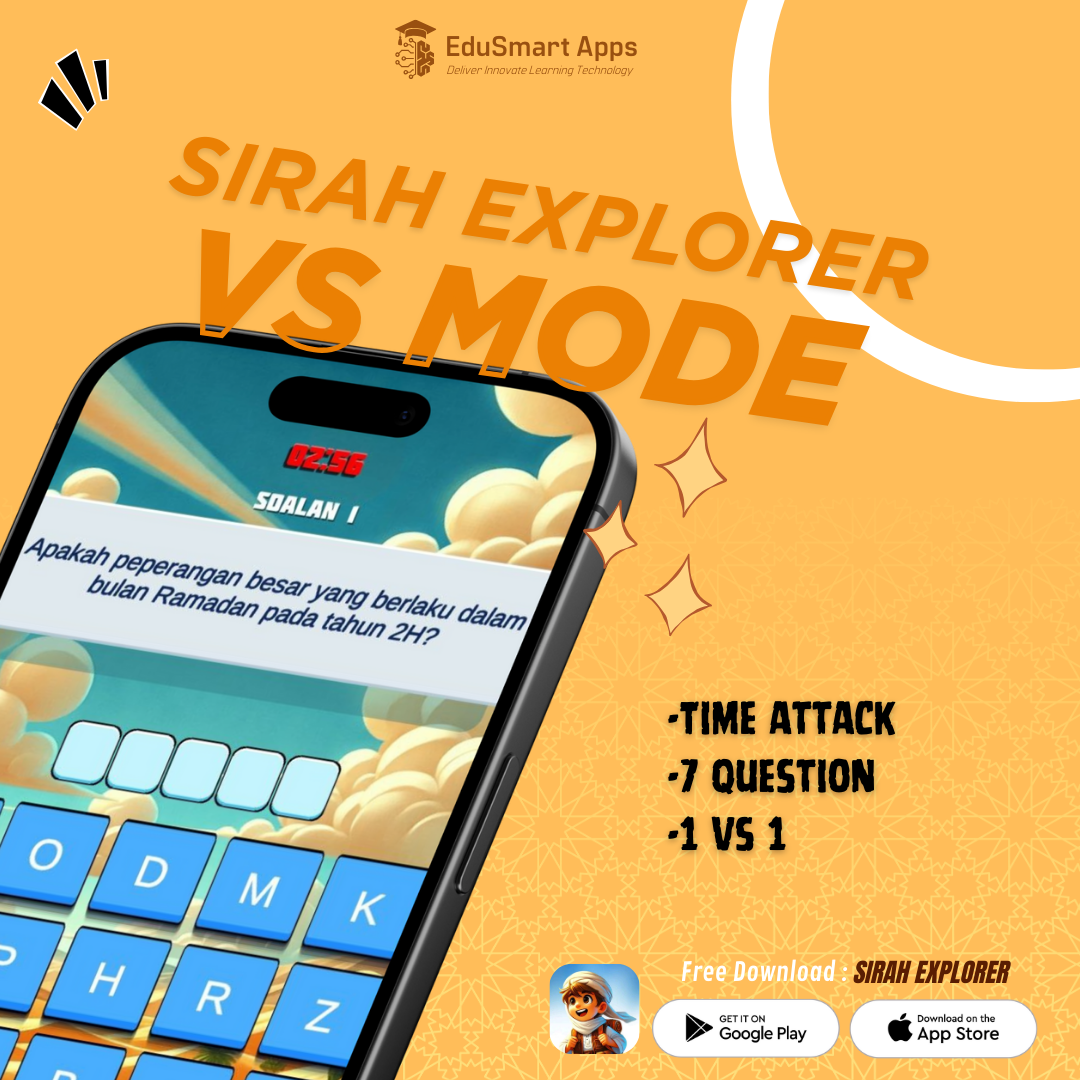 EduSmart Apps
Deliver Innovate Learning Technology
SIRAH EXPLORER
VS MODE
02:56
SOALAN 1
Apakah peperangan besar yang berlaku dalam
bulan Ramadan pada tahun 2H?
O D M K
P H R Z
-TIME ATTACK
-7 QUESTION
-1 VS 1
Free Download : SIRAH EXPLORER
GET IT ON
Google Play
Download on the
App Store